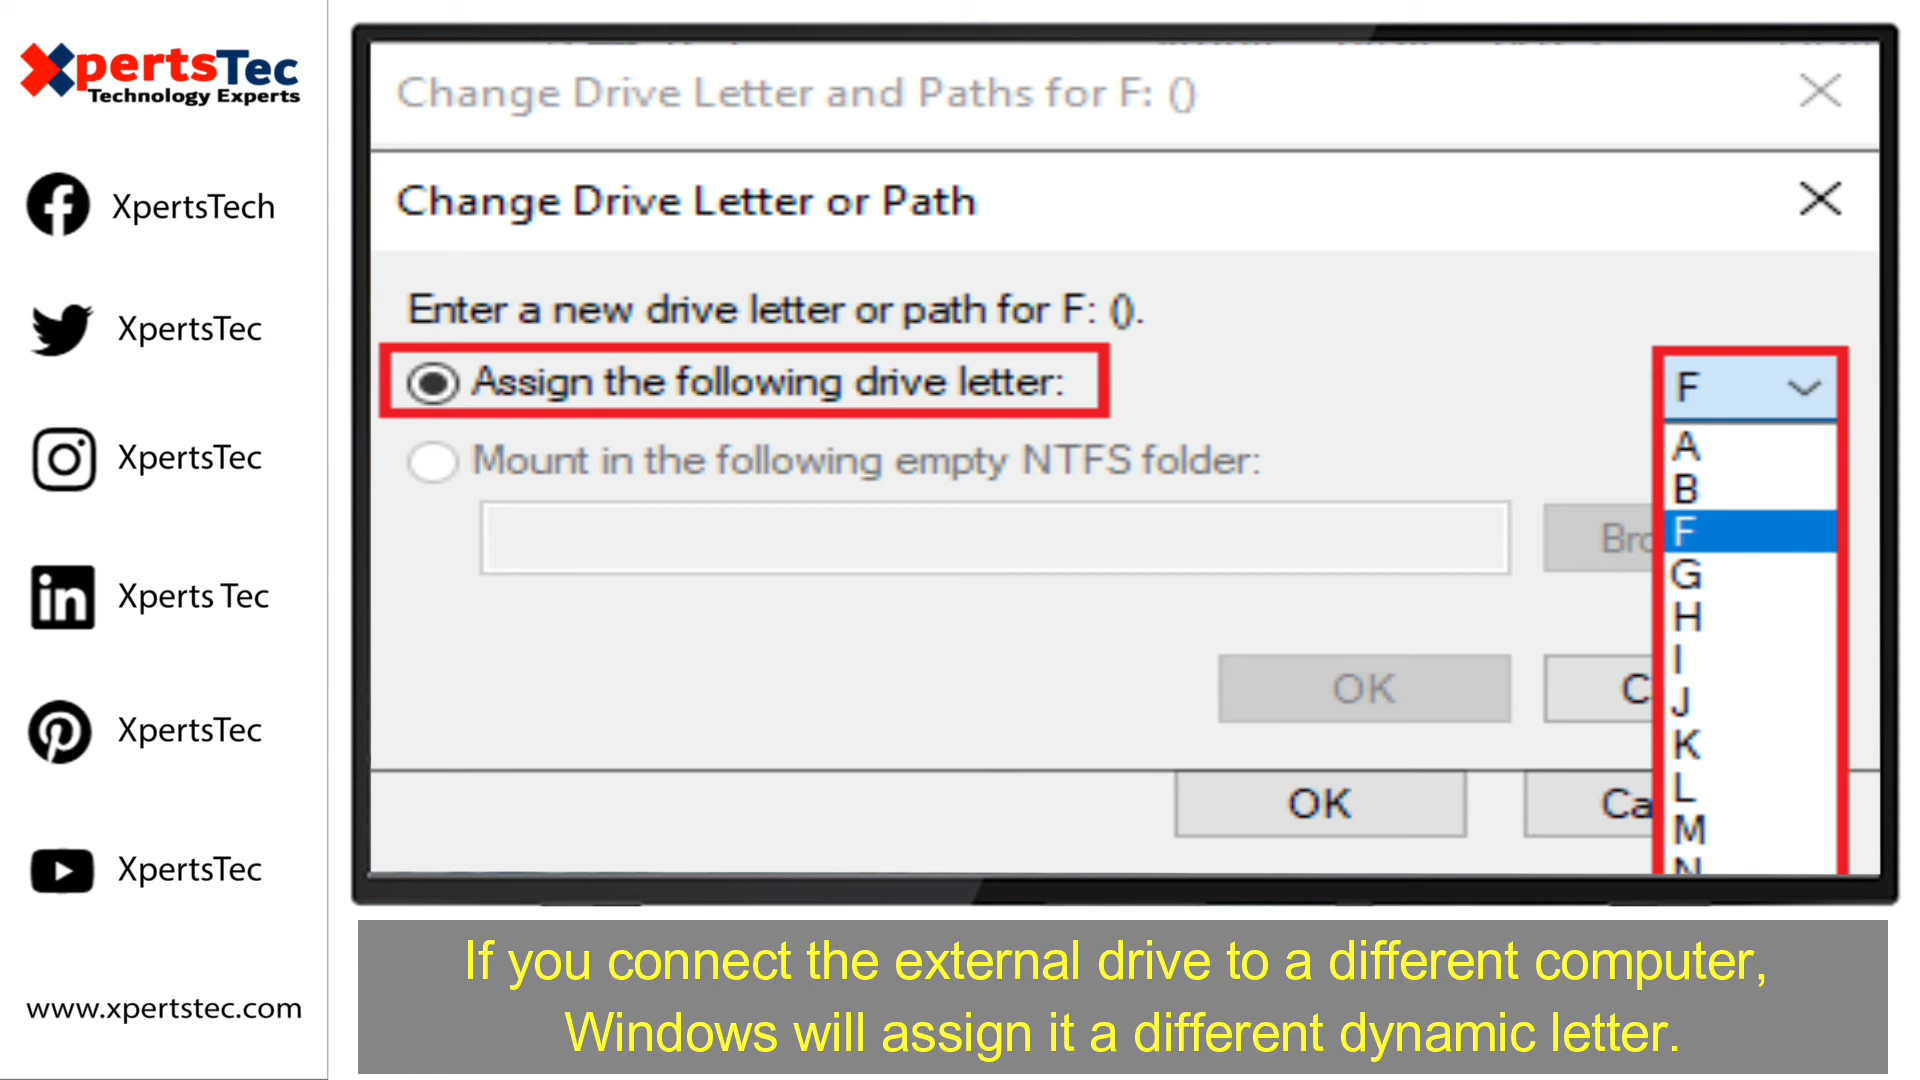 XpertsTec
Technology Experts
XpertsTech
XpertsTec
XpertsTec
Xperts Tec
XpertsTec
XpertsTec
www.xpertstec.com
Change Drive Letter and Paths for F: ()
Change Drive Letter or Path
Enter a new drive letter or path for F: ().
Assign the following drive letter:
F
Mount in the following empty NTFS folder:
A
B
F
G
H
I
J
K
L
M
N
Bro
OK
C
OK
Ca
If you connect the external drive to a different computer,
Windows will assign it a different dynamic letter.